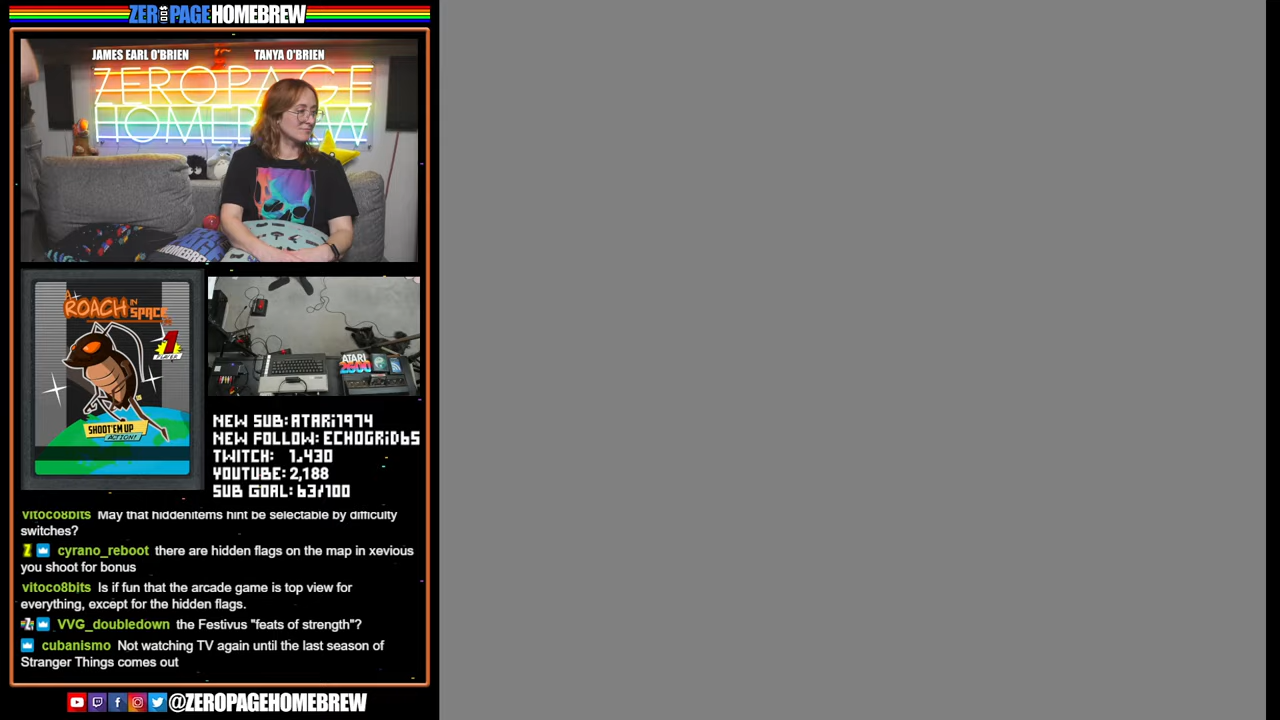 ZEROPAGE HOMEBREW
JAMES EARL O'BRIEN
TANYA O'BRIEN
ZEROPAGE
HOMEBREW
A ROACH IN SPACE
1
PLAYER
SHOOT'EM UP
ACTION!
ATARI
2600
NEW SUB: ATARI1974
NEW FOLLOW: ECHOGRID65
TWITCH: 1,430
YOUTUBE: 2,188
SUB GOAL: 63/100
vitoco8bits May that hiddenitems hint be selectable by difficulty
switches?
cyrano_reboot there are hidden flags on the map in xevious
you shoot for bonus
vitoco8bits Is if fun that the arcade game is top view for
everything, except for the hidden flags.
VVG_doubledown the Festivus "feats of strength"?
cubanismo Not watching TV again until the last season of
Stranger Things comes out
@ZEROPAGEHOMEBREW